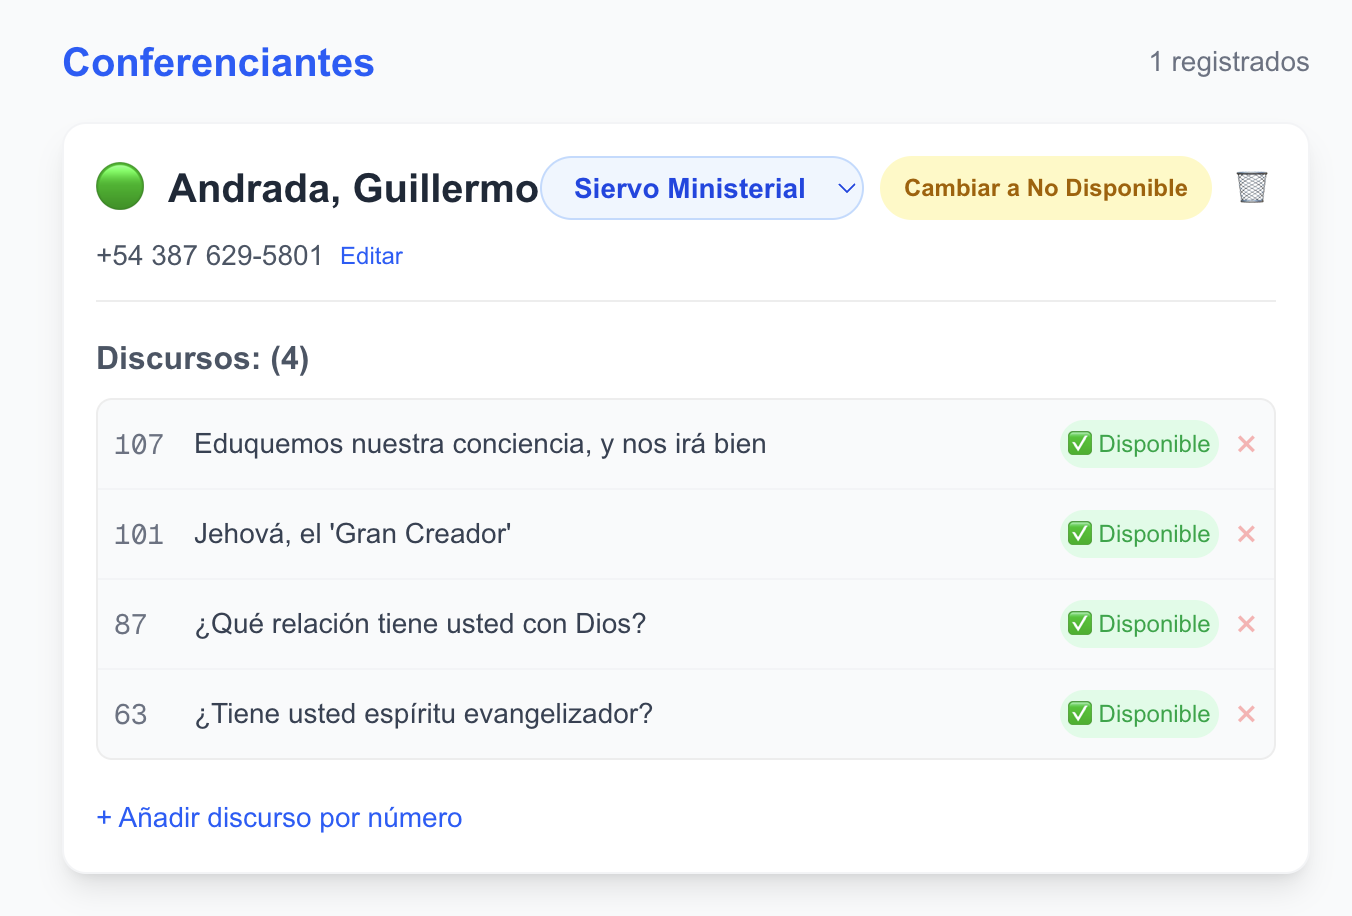 Conferenciantes
1 registrados
Andrada, Guillermo
Siervo Ministerial
Cambiar a No Disponible
+54 387 629-5801 Editar
Discursos: (4)
107 Eduquemos nuestra conciencia, y nos irá bien ✅ Disponible ✕
101 Jehová, el 'Gran Creador' ✅ Disponible ✕
87 ¿Qué relación tiene usted con Dios? ✅ Disponible ✕
63 ¿Tiene usted espíritu evangelizador? ✅ Disponible ✕
+ Añadir discurso por número